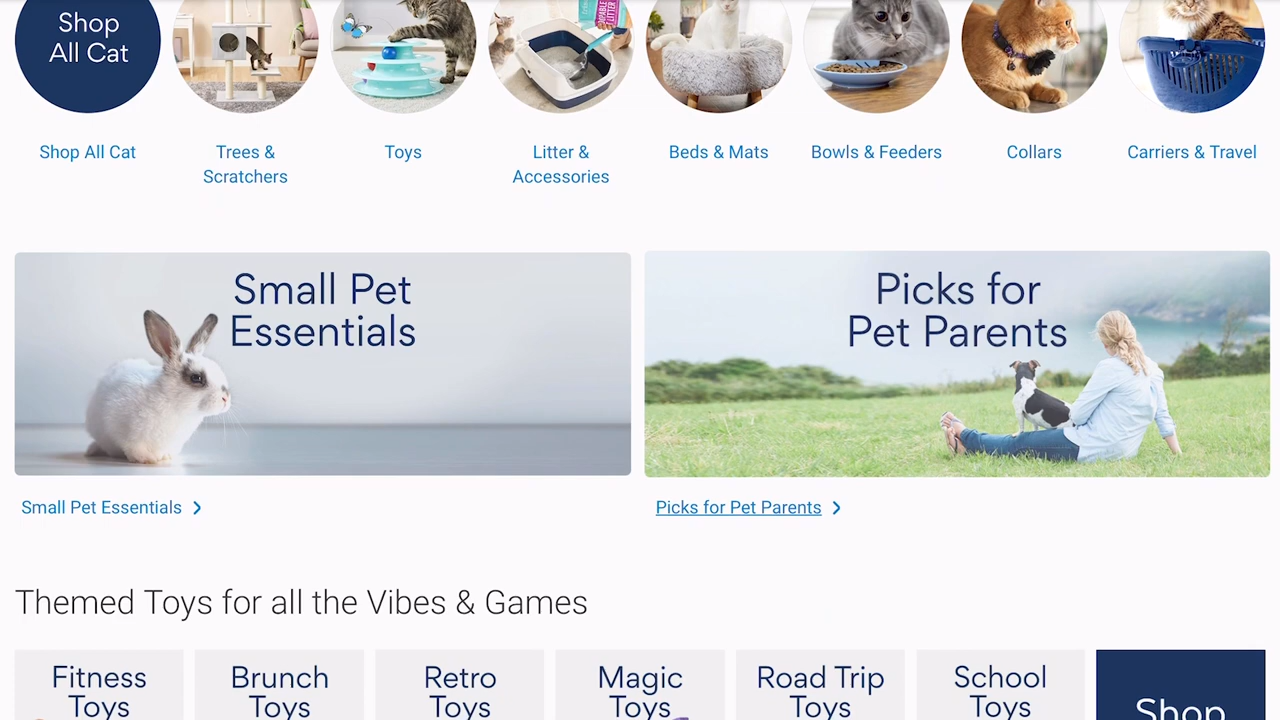 Shop
All Cat
Shop All Cat
Trees &
Scratchers
Toys
Litter &
Accessories
Beds & Mats
Bowls & Feeders
Collars
Carriers & Travel
Small Pet
Essentials
Picks for
Pet Parents
Small Pet Essentials
Picks for Pet Parents
Themed Toys for all the Vibes & Games
Fitness
Toys
Brunch
Toys
Retro
Toys
Magic
Toys
Road Trip
Toys
School
Toys
Shop